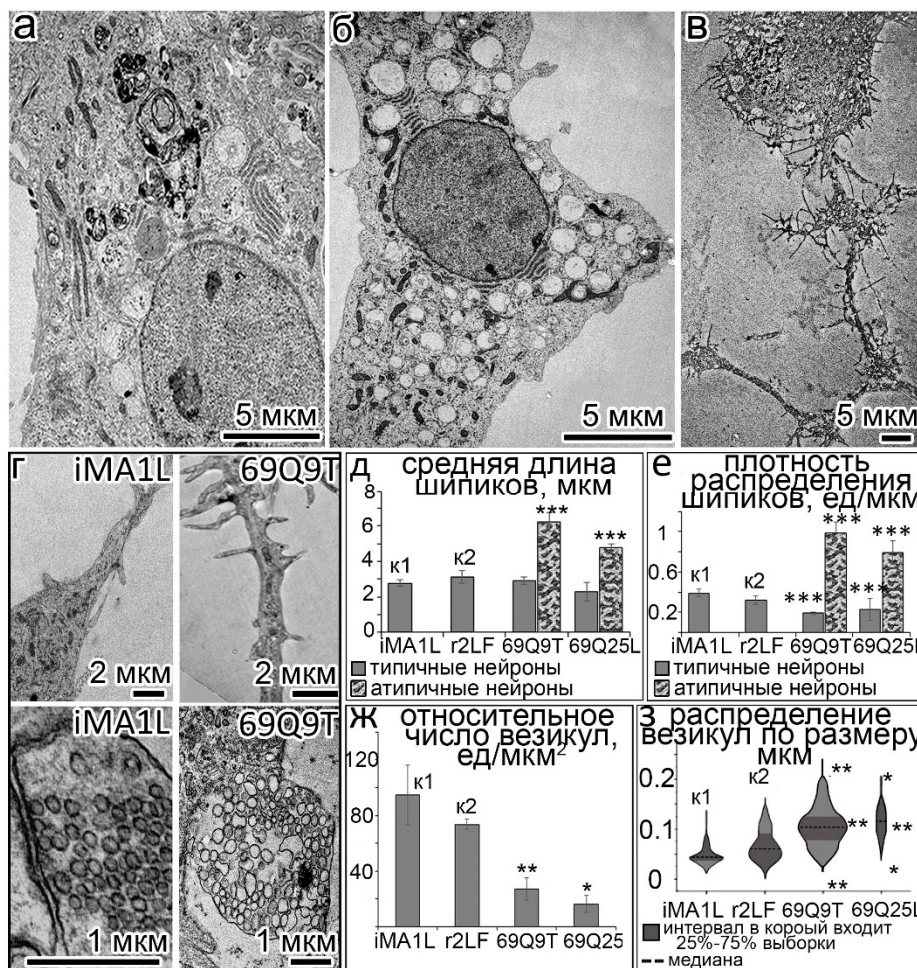 а
5 мкм
б
5 мкм
в
5 мкм
г
iMA1L
2 мкм
69Q9T
2 мкм
iMA1L
1 мкм
69Q9T
1 мкм
д средняя длина
шипиков, мкм
8
6
4
2
0
к1
к2
***
***
iMA1L r2LF 69Q9T 69Q25L
типичные нейроны
атипичные нейроны
е плотность
распределения
шипиков, ед/мкм
1
0.6
0.2
к1
к2
***
***
***
***
iMA1L r2LF 69Q9T 69Q25L
типичные нейроны
атипичные нейроны
ж относительное
число везикул,
ед/мкм2
120
80
40
к1
к2
**
*
iMA1L r2LF 69Q9T 69Q25L
з распределение
везикул по размеру
мкм
0.2
0.1
0
к1
к2
**
**
**
*
**
*
iMA1L r2LF 69Q9T 69Q25L
интервал в короый входит
25%-75% выборки
медиана